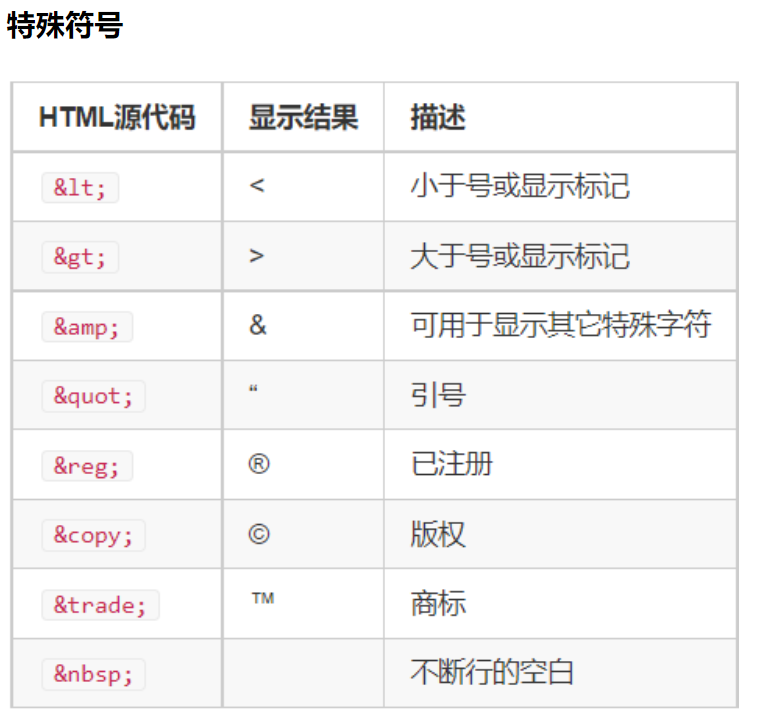 特殊符号
HTML源代码 显示结果 描述
&lt; < 小于号或显示标记
&gt; > 大于号或显示标记
&amp; & 可用于显示其它特殊字符
&quot; “ 引号
&reg; ® 已注册
&copy; © 版权
&trade; ™ 商标
&nbsp; 不断行的空白